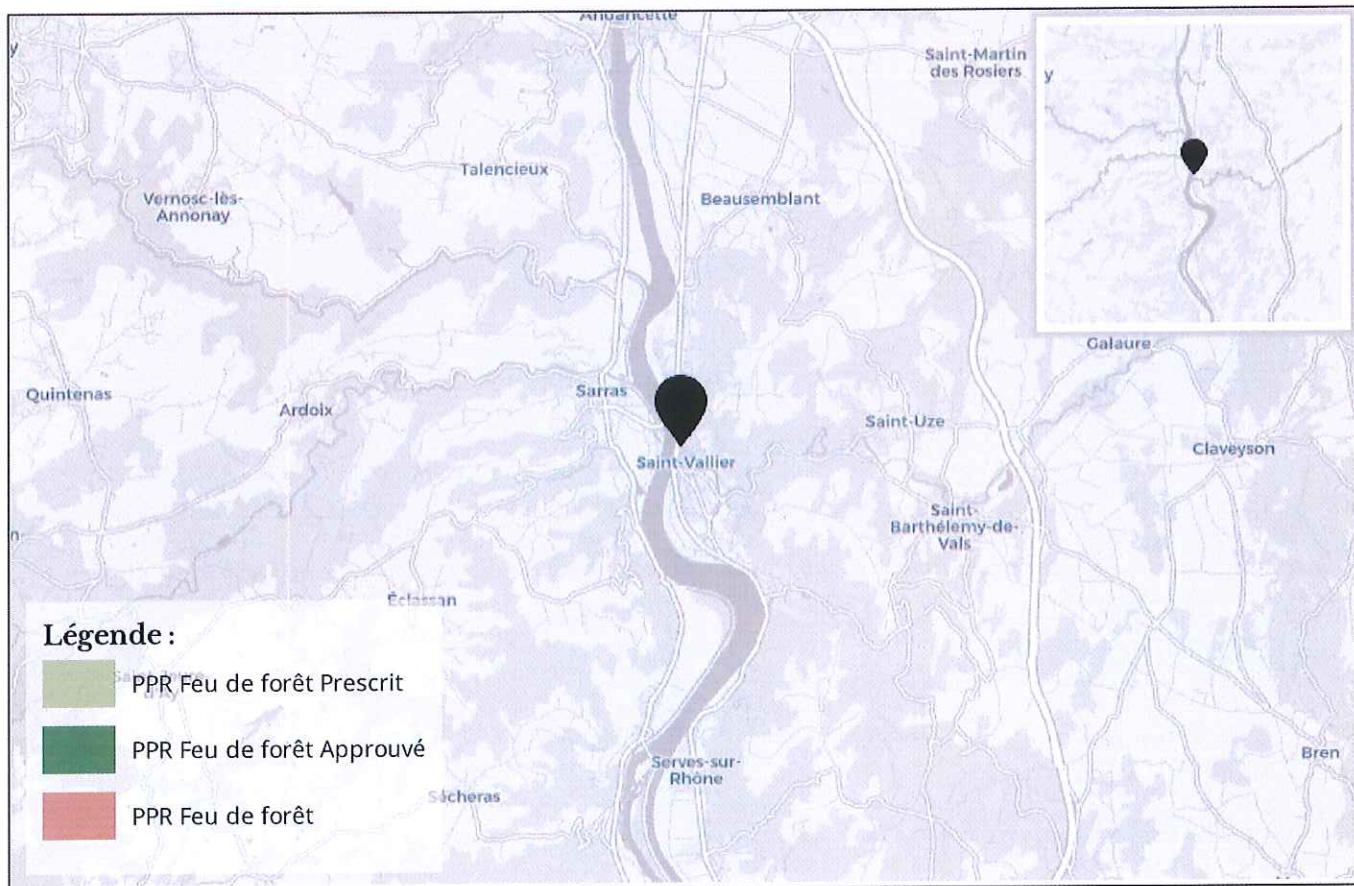 Andancette
Saint-Martin
des Rosiers
y
y
Talencieux
Vernosc-lès-
Annonay
Beausemblant
Galaure
Quintenas
Ardoix
Sarras
Saint-Uze
Claveyson
Saint-Vallier
Saint-
Barthélemy-de-
Vals
n
Éclassan
Légende :
PPR Feu de forêt Prescrit
d'Ay
PPR Feu de forêt Approuvé
PPR Feu de forêt
Serves-sur-
Rhône
Bren
Sécheras